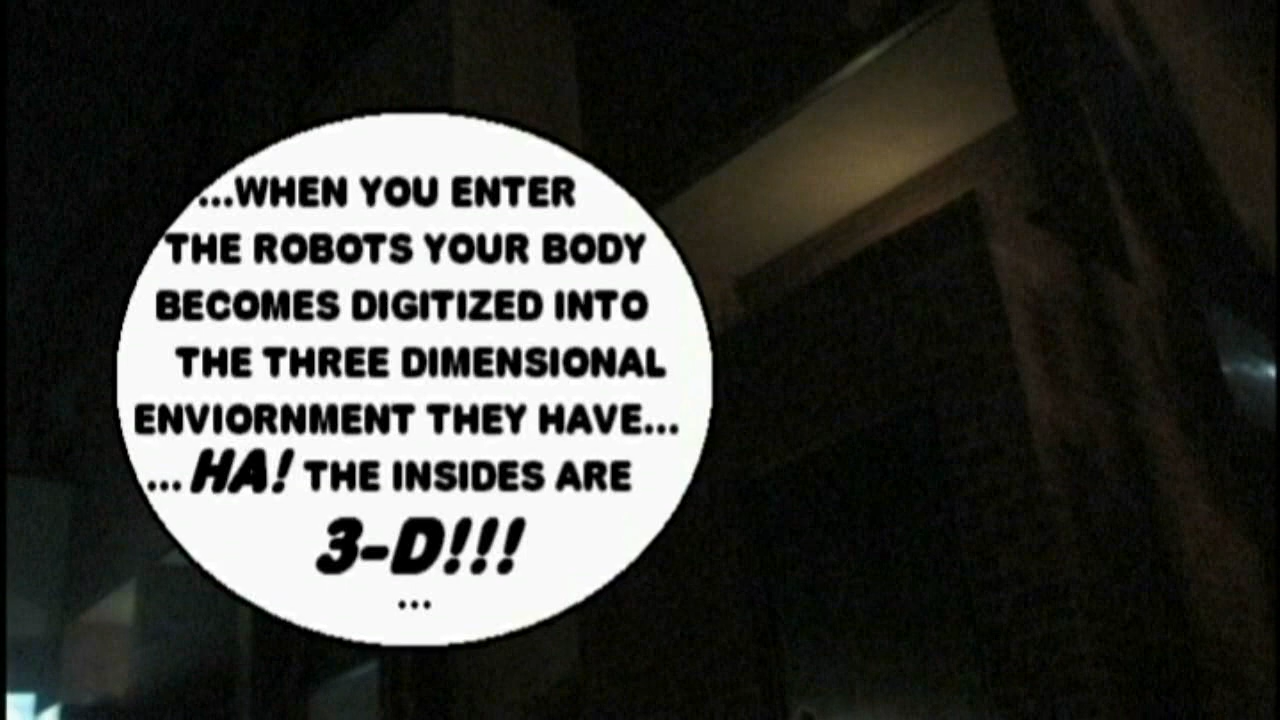 ...WHEN YOU ENTER
THE ROBOTS YOUR BODY
BECOMES DIGITIZED INTO
THE THREE DIMENSIONAL
ENVIORNMENT THEY HAVE...
... HA! THE INSIDES ARE
3-D!!!
...